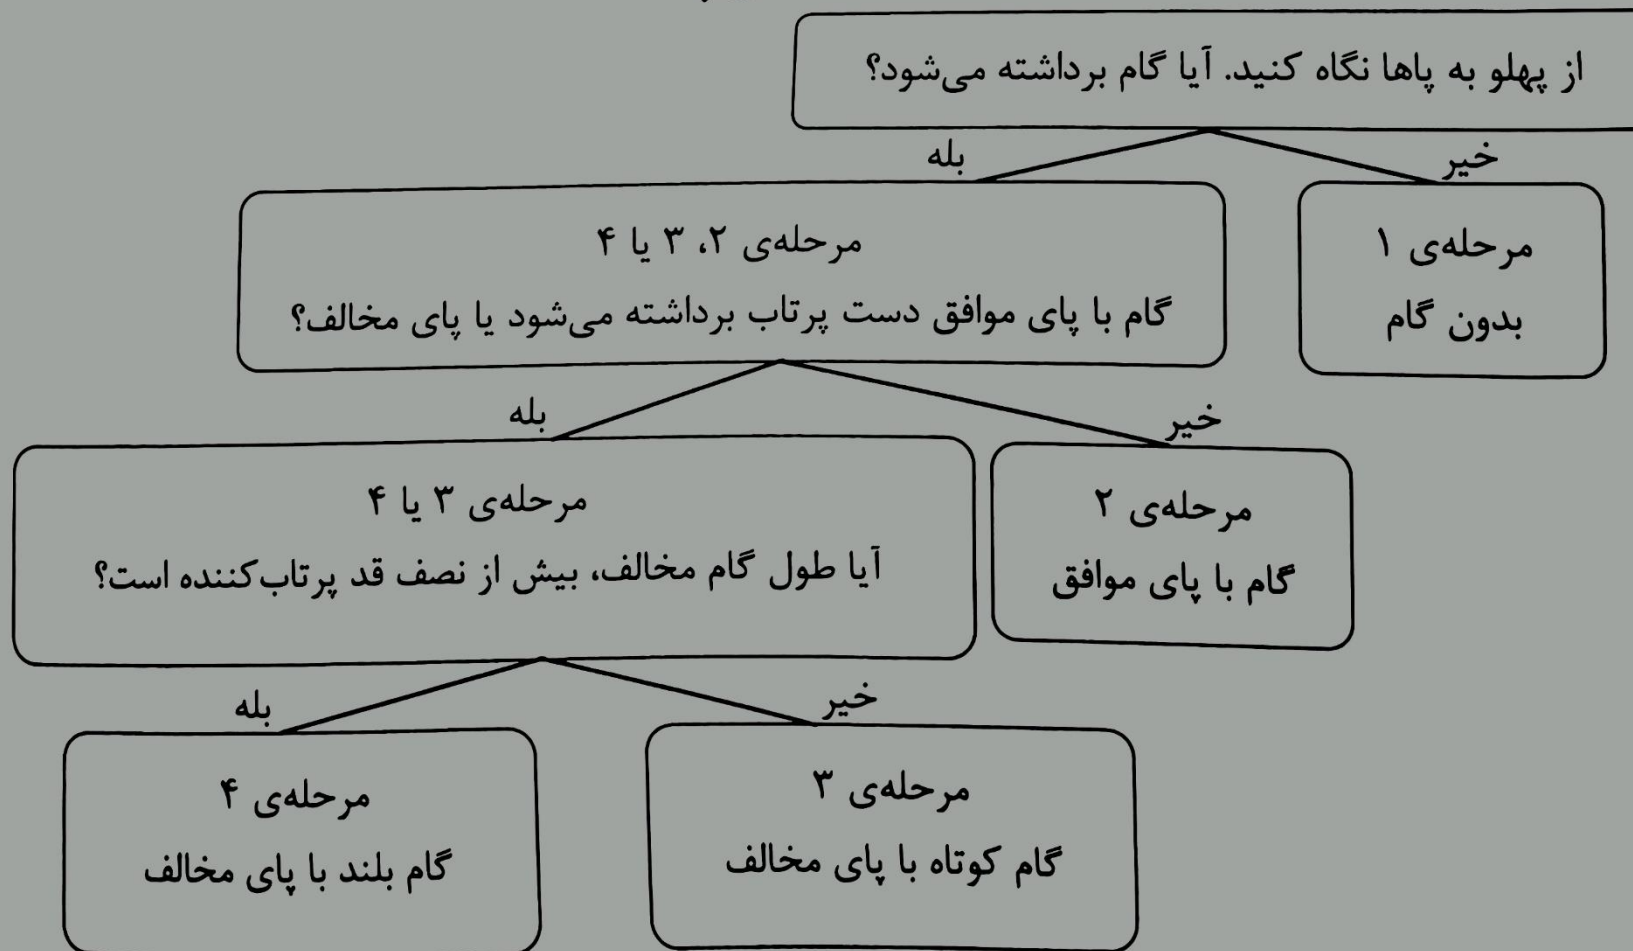 از پهلو به پاها نگاه کنید. آیا گام برداشته می‌شود؟
خیر
بله
مرحله‌ی ۱
بدون گام
مرحله‌ی ۲، ۳ یا ۴
گام با پای موافق دست پرتاب برداشته می‌شود یا پای مخالف؟
خیر
بله
مرحله‌ی ۲
گام با پای موافق
مرحله‌ی ۳ یا ۴
آیا طول گام مخالف، بیش از نصف قد پرتاب‌کننده است؟
خیر
بله
مرحله‌ی ۳
گام کوتاه با پای مخالف
مرحله‌ی ۴
گام بلند با پای مخالف